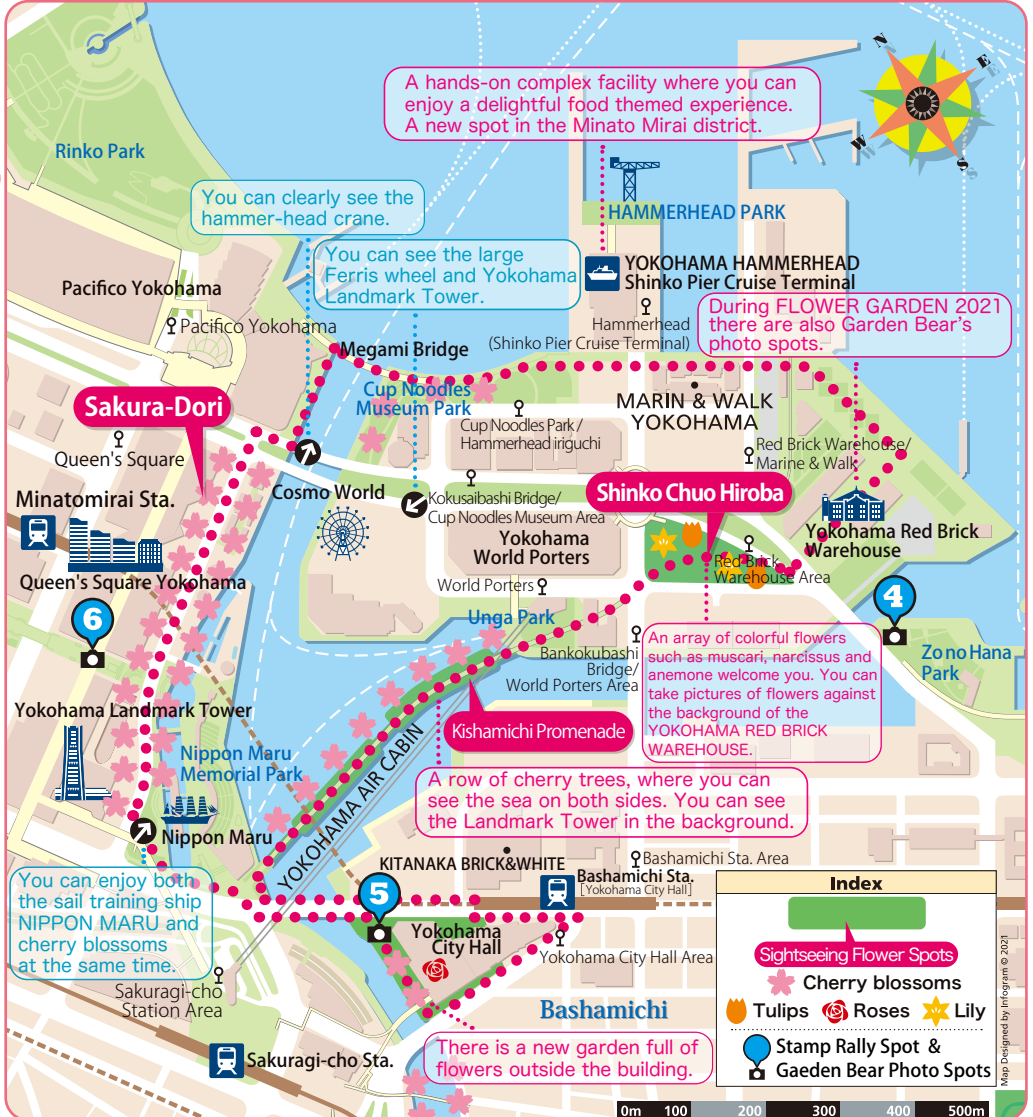 N
E
W
S
A hands-on complex facility where you can
enjoy a delightful food themed experience.
A new spot in the Minato Mirai district.
Rinko Park
You can clearly see the
hammer-head crane.
HAMMERHEAD PARK
You can see the large
Ferris wheel and Yokohama
Landmark Tower.
YOKOHAMA HAMMERHEAD
Shinko Pier Cruise Terminal
Pacifico Yokohama
During FLOWER GARDEN 2021
there are also Garden Bear's
photo spots.
Pacifico Yokohama
Hammerhead
(Shinko Pier Cruise Terminal)
Megami Bridge
Cup Noodles
Museum Park
MARIN & WALK
YOKOHAMA
Sakura-Dori
Cup Noodles Park /
Hammerhead iriguchi
Red Brick Warehouse/
Marine & Walk
Queen's Square
Minatomirai Sta.
Cosmo World
Kokusaibashi Bridge/
Cup Noodles Museum Area
Shinko Chuo Hiroba
Yokohama Red Brick
Warehouse
Yokohama
World Porters
Red Brick
Warehouse Area
Queen's Square Yokohama
World Porters
6
4
Unga Park
Bankokubashi
Bridge/
World Porters Area
An array of colorful flowers
such as muscari, narcissus and
anemone welcome you. You can
take pictures of flowers against
the background of the
YOKOHAMA RED BRICK
WAREHOUSE.
Zo no Hana
Park
Yokohama Landmark Tower
Kishamichi Promenade
Nippon Maru
Memorial Park
YOKOHAMA AIR CABIN
A row of cherry trees, where you can
see the sea on both sides. You can see
the Landmark Tower in the background.
Nippon Maru
KITANAKA BRICK&WHITE
Bashamichi Sta. Area
Bashamichi Sta.
[Yokohama City Hall]
You can enjoy both
the sail training ship
NIPPON MARU and
cherry blossoms
at the same time.
5
Yokohama
City Hall
Yokohama City Hall Area
Sakuragi-cho
Station Area
Bashamichi
Sakuragi-cho Sta.
There is a new garden full of
flowers outside the building.
Index
Sightseeing Flower Spots
Cherry blossoms
Tulips Roses Lily
Stamp Rally Spot &
Gaeden Bear Photo Spots
Map Designed by Infogram © 2021
0m 100 200 300 400 500m